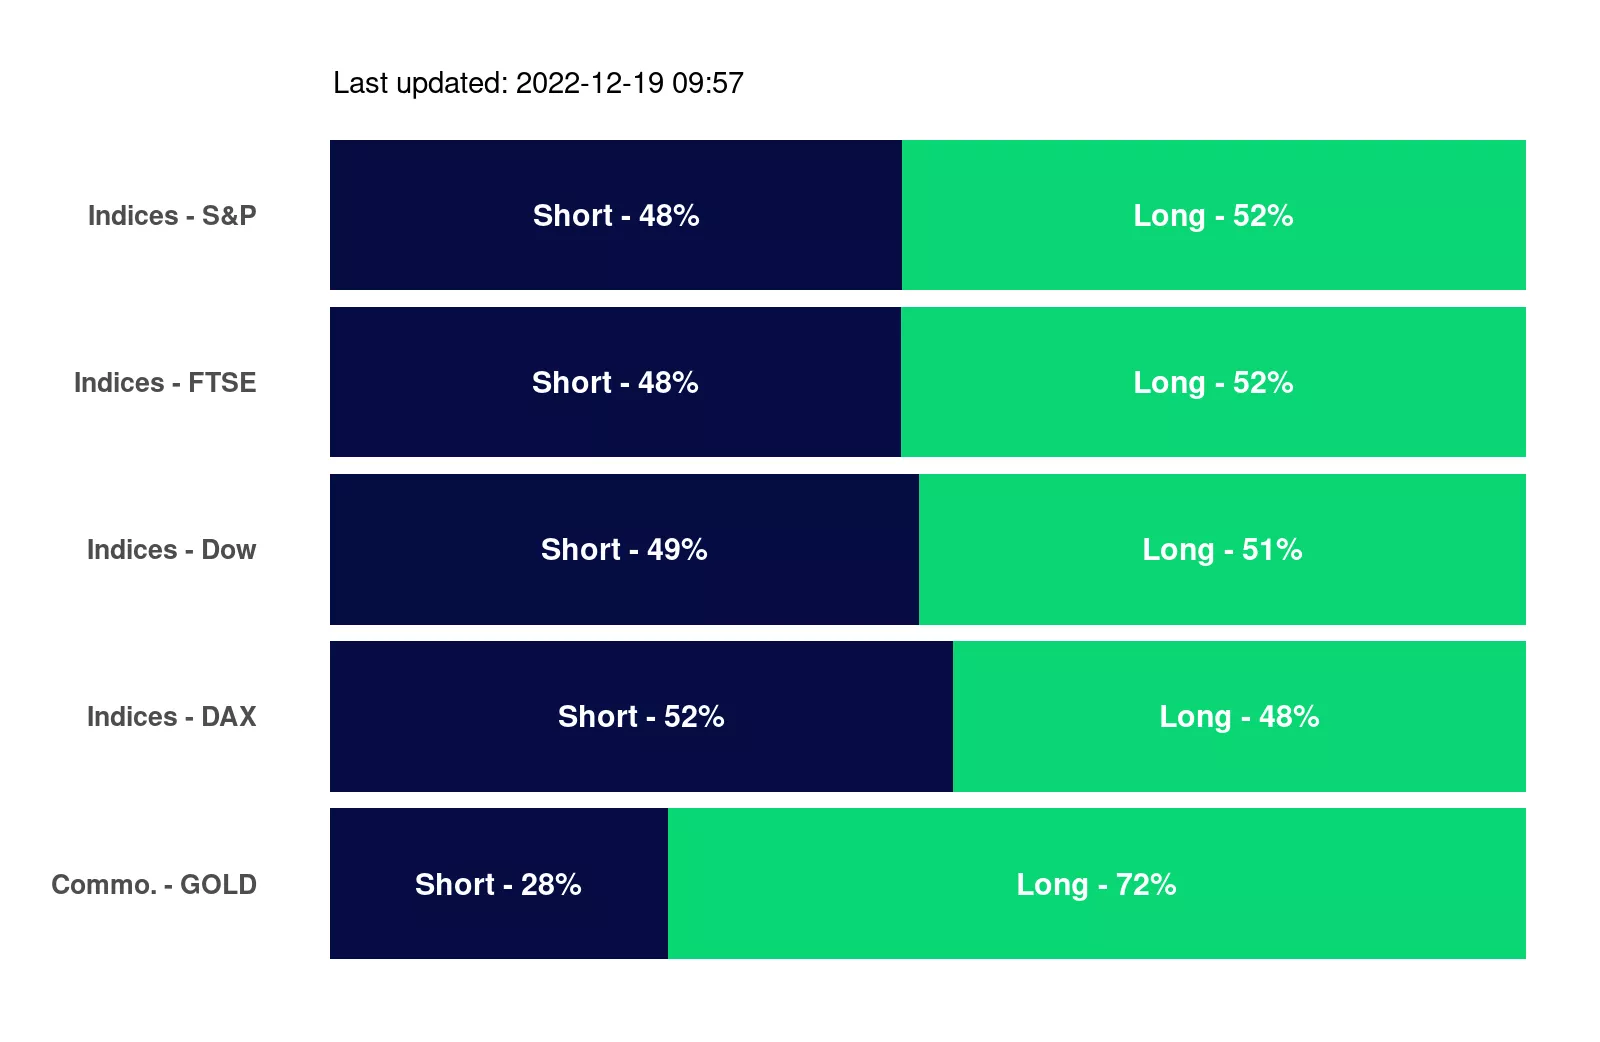 Last updated: 2022-12-19 09:57
Indices - S&P Short - 48% Long - 52%
Indices - FTSE Short - 48% Long - 52%
Indices - Dow Short - 49% Long - 51%
Indices - DAX Short - 52% Long - 48%
Commo. - GOLD Short - 28% Long - 72%